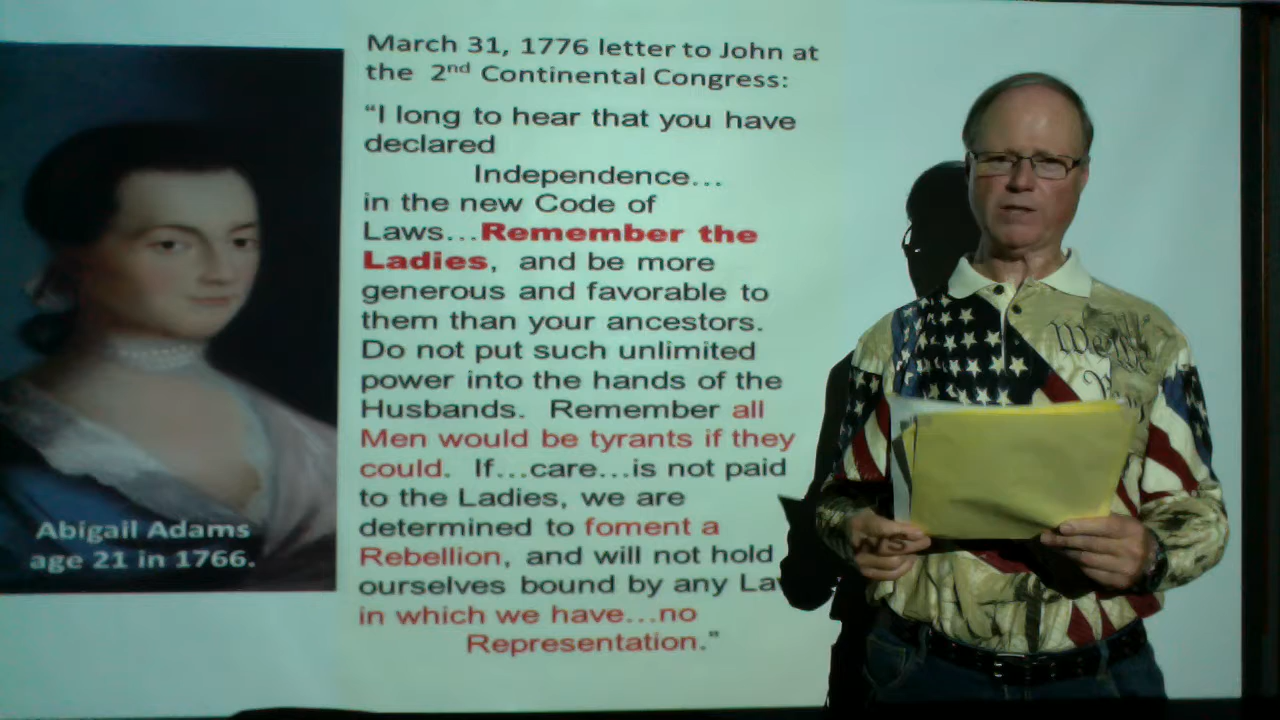 March 31, 1776 letter to John at
the 2nd Continental Congress:
“I long to hear that you have
declared
Independence…
in the new Code of
Laws…Remember the
Ladies, and be more
generous and favorable to
them than your ancestors.
Do not put such unlimited
power into the hands of the
Husbands. Remember all
Men would be tyrants if they
could. If…care…is not paid
to the Ladies, we are
determined to foment a
Rebellion, and will not hold
ourselves bound by any La
in which we have…no
Representation.”
Abigail Adams
age 21 in 1766.
We